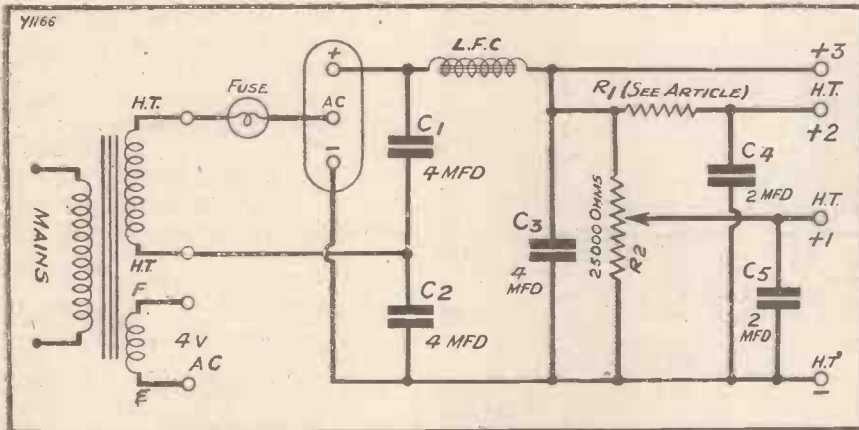 Y1166
L.F.C
+3
FUSE
+
R1 (SEE ARTICLE)
H.T.
H.T.
AC
+2
C1
4 MFD
C4
2 MFD
−
MAINS
C3
4
MFD
25000 OHMS
R2
H.T.
+1
H.T.
F
C2
4 MFD
C5
2
MFD
4V
AC
F
H.T.
−